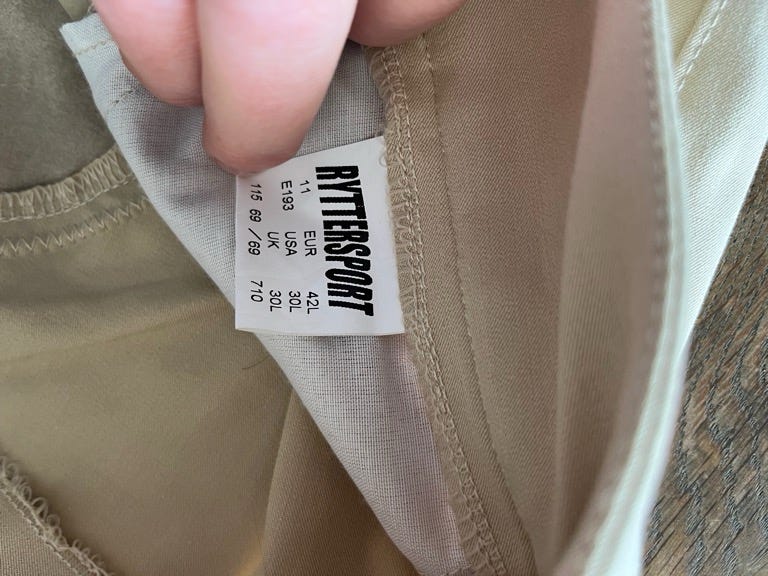 RYTTERSPORT
11 EUR 42L
E193 USA 30L
UK 30L
115 69 /69 710